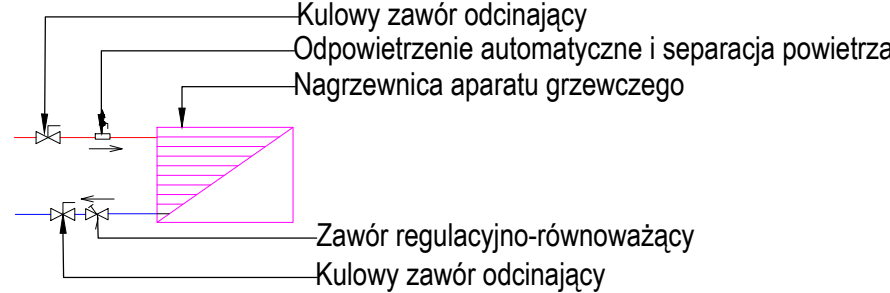 Kulowy zawór odcinający
Odpowietrzenie automatyczne i separacja powietrza
Nagrzewnica aparatu grzewczego
Zawór regulacyjno-równoważący
Kulowy zawór odcinający